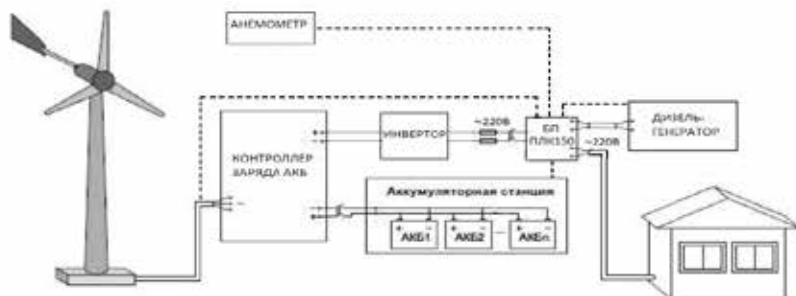 АНЕМОМЕТР
КОНТРОЛЛЕР
ЗАРЯДА АКБ
ИНВЕРТОР
~220В
БП
ПЛК150
ДИЗЕЛЬ-
ГЕНЕРАТОР
~220В
Аккумуляторная станция
АКБ1
АКБ2
...
АКБn